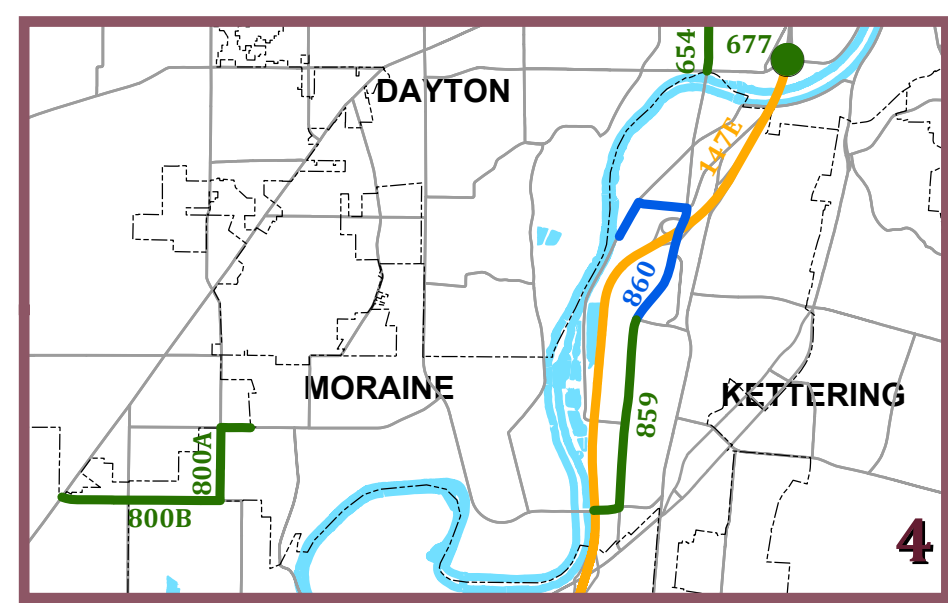 654
677
DAYTON
147E
860
MORAINE
KETTERING
859
800A
800B
4